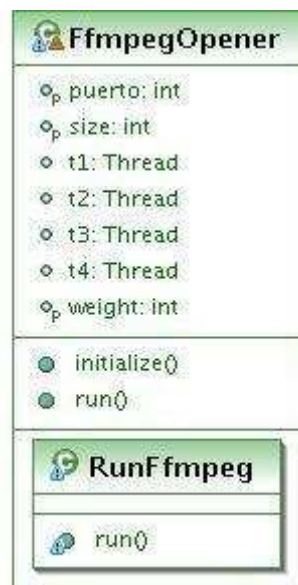 FfmpegOpener
puerto: int
size: int
t1: Thread
t2: Thread
t3: Thread
t4: Thread
weight: int
initialize()
run()
RunFfmpeg
run()